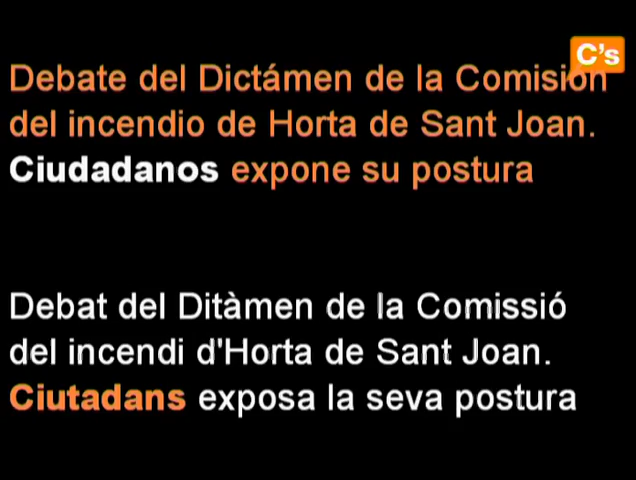 C's
Debate del Dictámen de la Comisión
del incendio de Horta de Sant Joan.
Ciudadanos expone su postura
Debat del Ditàmen de la Comissió
del incendi d'Horta de Sant Joan.
Ciutadans exposa la seva postura